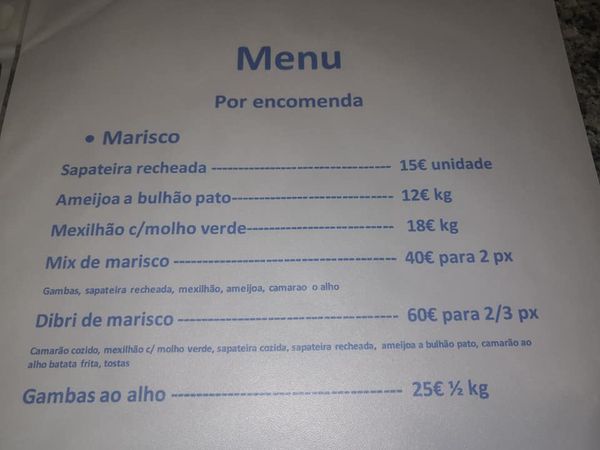 Menu
Por encomenda
• Marisco
Sapateira recheada ---------------------------------- 15€ unidade
Ameijoa a bulhão pato------------------------------- 12€ kg
Mexilhão c/molho verde---------------------------- 18€ kg
Mix de marisco ---------------------------------------- 40€ para 2 px
Gambas, sapateira recheada, mexilhão, ameijoa, camarao o alho
Dibri de marisco --------------------------------------- 60€ para 2/3 px
Camarão cozido, mexilhão c/ molho verde, sapateira cozida, sapateira recheada, ameijoa a bulhão pato, camarão ao
alho batata frita, tostas
Gambas ao alho --------------------------------------- 25€ ½ kg